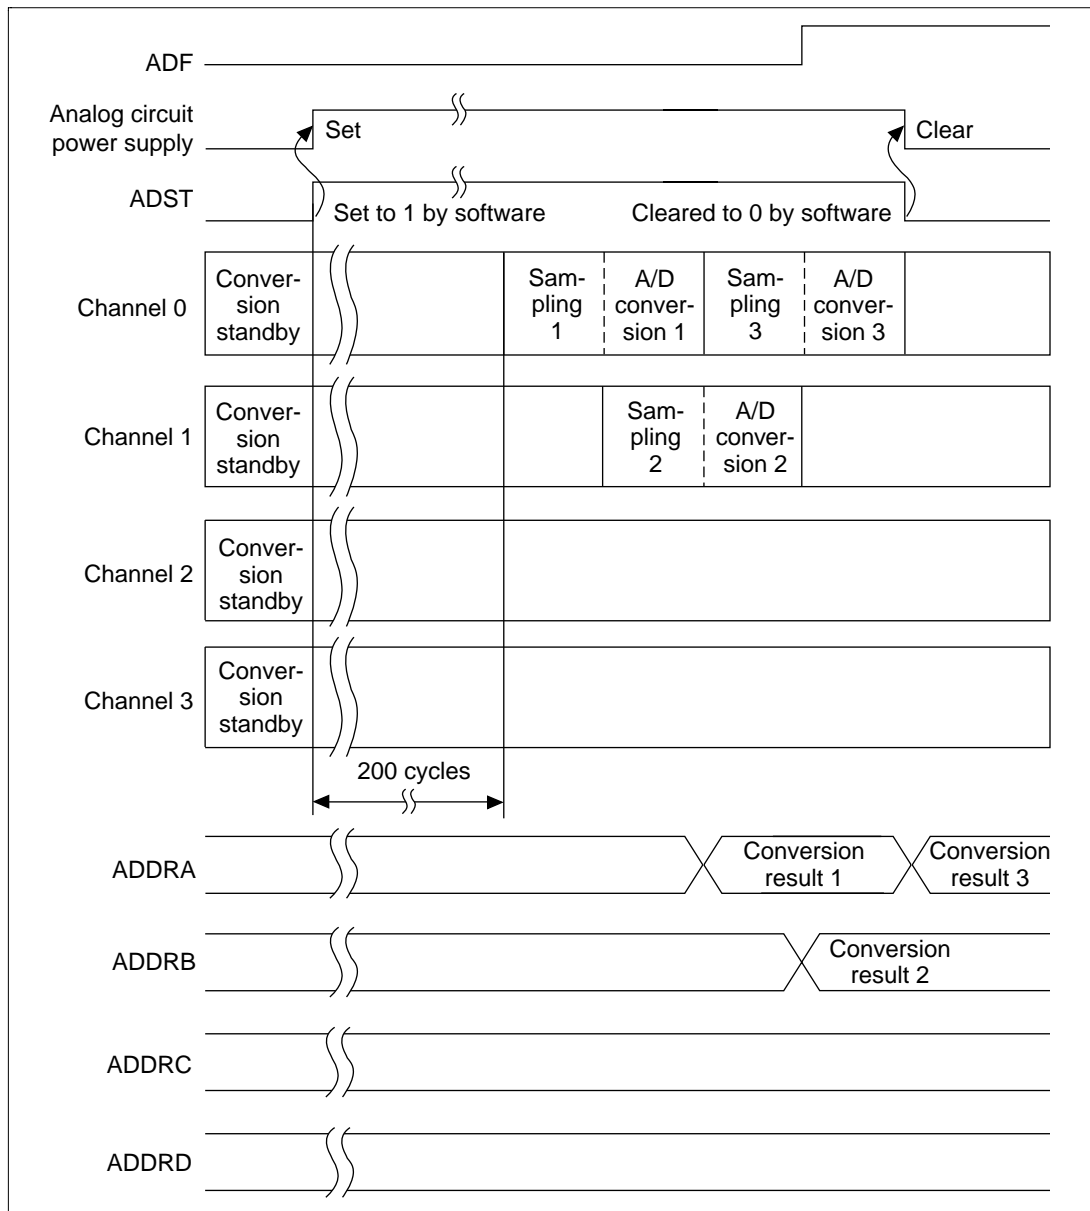 ADF
Analog circuit
power supply
Set
Clear
ADST
Set to 1 by software
Cleared to 0 by software
Channel 0
Conver-
sion
standby
Sam-
pling
1
A/D
conver-
sion 1
Sam-
pling
3
A/D
conver-
sion 3
Channel 1
Conver-
sion
standby
Sam-
pling
2
A/D
conver-
sion 2
Channel 2
Conver-
sion
standby
Channel 3
Conver-
sion
standby
200 cycles
ADDRA
Conversion
result 1
Conversion
result 3
ADDRB
Conversion
result 2
ADDRC
ADDRD